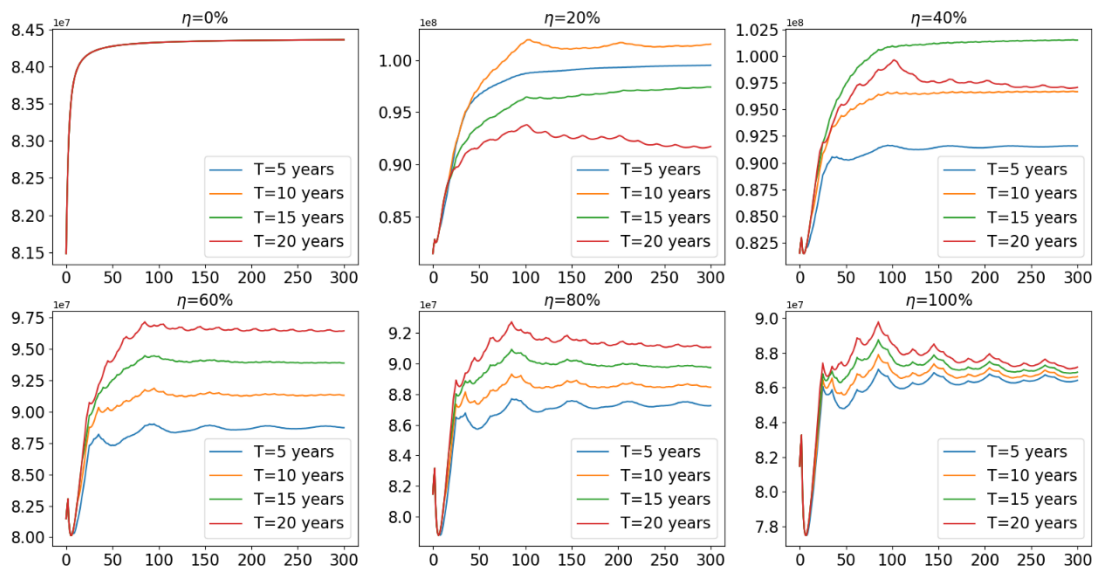 η=0%
1e7
8.45
8.40
8.35
8.30
8.25
8.20
8.15
T=5 years
T=10 years
T=15 years
T=20 years
0 50 100 150 200 250 300
η=20%
1e8
1.00
0.95
0.90
0.85
T=5 years
T=10 years
T=15 years
T=20 years
0 50 100 150 200 250 300
η=40%
1e8
1.025
1.000
0.975
0.950
0.925
0.900
0.875
0.850
0.825
T=5 years
T=10 years
T=15 years
T=20 years
0 50 100 150 200 250 300
η=60%
1e7
9.75
9.50
9.25
9.00
8.75
8.50
8.25
8.00
T=5 years
T=10 years
T=15 years
T=20 years
0 50 100 150 200 250 300
η=80%
1e7
9.2
9.0
8.8
8.6
8.4
8.2
8.0
T=5 years
T=10 years
T=15 years
T=20 years
0 50 100 150 200 250 300
η=100%
1e7
9.0
8.8
8.6
8.4
8.2
8.0
7.8
T=5 years
T=10 years
T=15 years
T=20 years
0 50 100 150 200 250 300